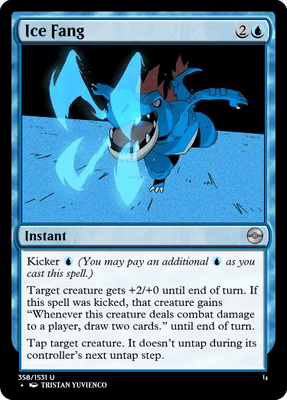 Ice Fang 2
Instant
Kicker (You may pay an additional as you
cast this spell.)
Target creature gets +2/+0 until end of turn. If
this spell was kicked, that creature gains
"Whenever this creature deals combat damage
to a player, draw two cards." until end of turn.
Tap target creature. It doesn't untap during its
controller's next untap step.
358/1531 U
TRISTAN YUVIENCO